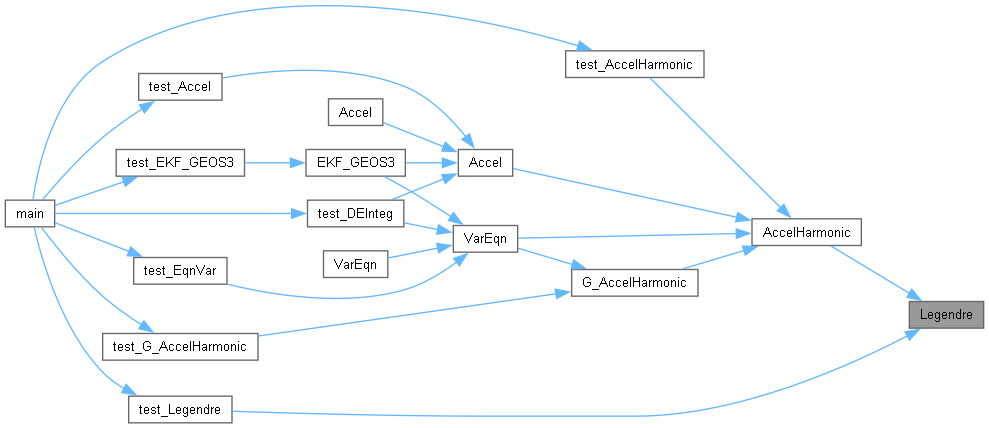 test_AccelHarmonic
test_Accel
Accel
test_EKF_GEOS3
EKF_GEOS3
Accel
main
test_DEInteg
AccelHarmonic
VarEqn
VarEqn
test_EqnVar
G_AccelHarmonic
Legendre
test_G_AccelHarmonic
test_Legendre